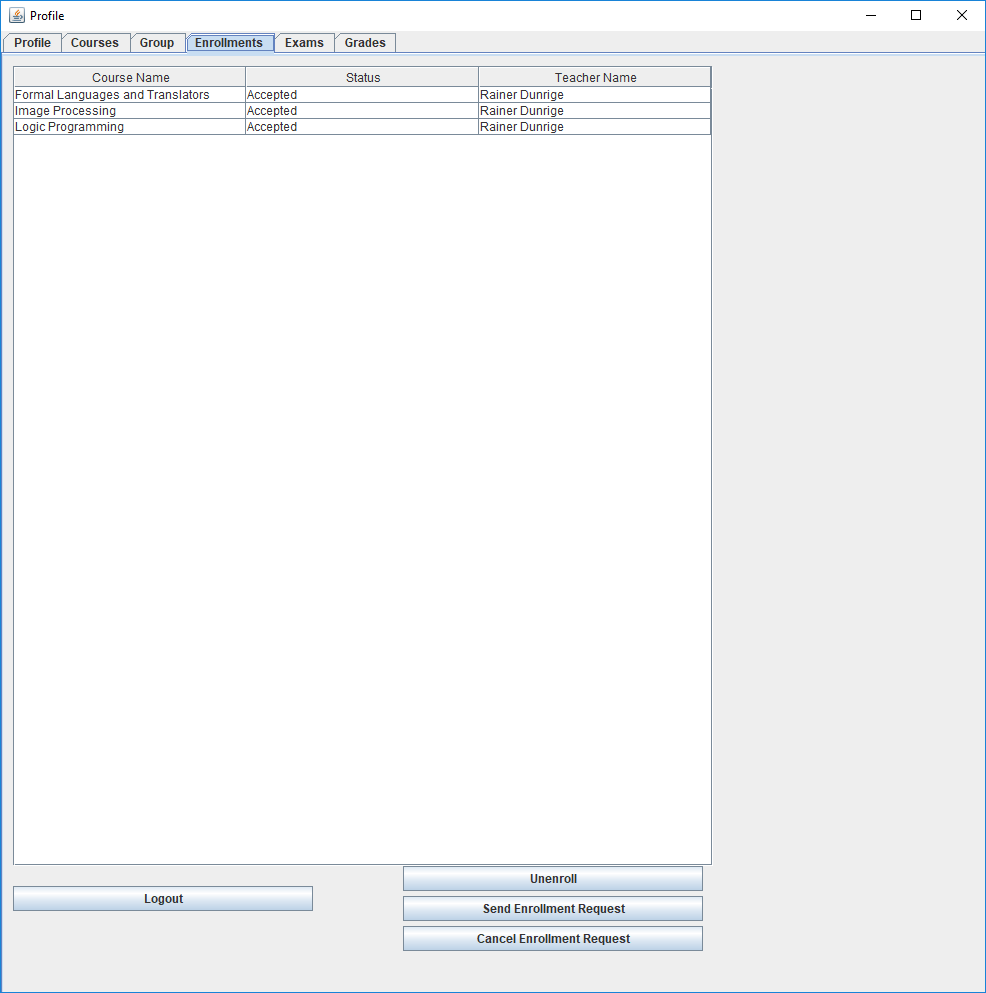 Profile
Profile Courses Group Enrollments Exams Grades
Course Name Status Teacher Name
Formal Languages and Translators Accepted Rainer Dunrige
Image Processing Accepted Rainer Dunrige
Logic Programming Accepted Rainer Dunrige
Unenroll
Logout
Send Enrollment Request
Cancel Enrollment Request